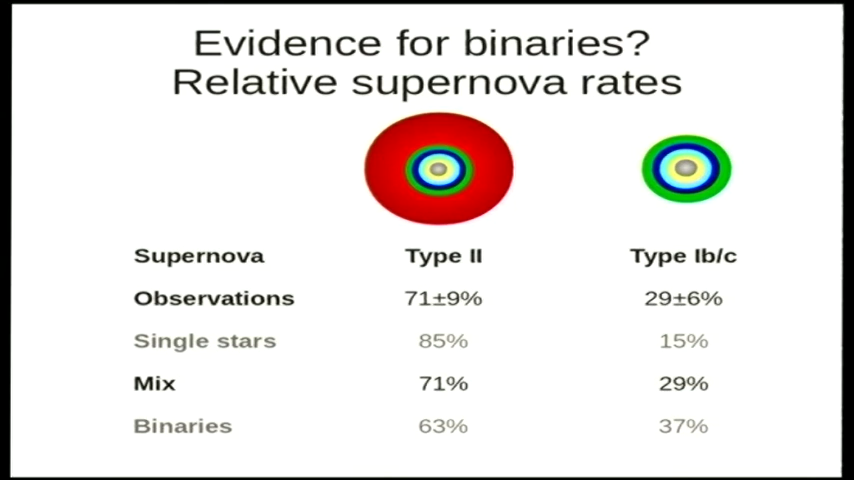 Evidence for binaries?
Relative supernova rates
Supernova Type II Type Ib/c
Observations 71±9% 29±6%
Single stars 85% 15%
Mix 71% 29%
Binaries 63% 37%